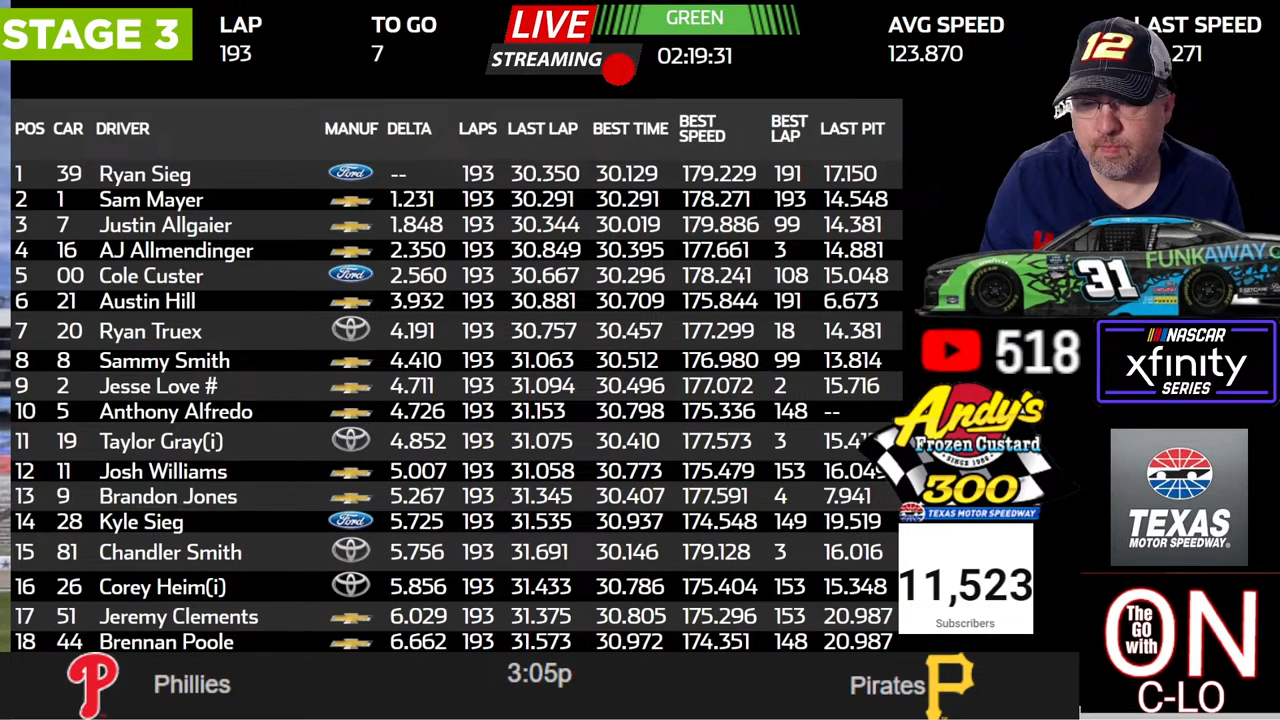 STAGE 3
LAP TO GO
193 7
LIVE
STREAMING
GREEN
02:19:31
AVG SPEED LAST SPEED
123.870 271
12
POS CAR DRIVER MANUF DELTA LAPS LAST LAP BEST TIME BEST SPEED BEST LAP LAST PIT
1 39 Ryan Sieg Ford -- 193 30.350 30.129 179.229 191 17.150
2 1 Sam Mayer 1.231 193 30.291 30.291 178.271 193 14.548
3 7 Justin Allgaier 1.848 193 30.344 30.019 179.886 99 14.381
4 16 AJ Allmendinger 2.350 193 30.849 30.395 177.661 3 14.881
5 00 Cole Custer Ford 2.560 193 30.667 30.296 178.241 108 15.048
6 21 Austin Hill 3.932 193 30.881 30.709 175.844 191 6.673
7 20 Ryan Truex 4.191 193 30.757 30.457 177.299 18 14.381
8 8 Sammy Smith 4.410 193 31.063 30.512 176.980 99 13.814
9 2 Jesse Love # 4.711 193 31.094 30.496 177.072 2 15.716
10 5 Anthony Alfredo 4.726 193 31.153 30.798 175.336 148 --
11 19 Taylor Gray(i) 4.852 193 31.075 30.410 177.573 3 15.41
12 11 Josh Williams 5.007 193 31.058 30.773 175.479 153 16.049
13 9 Brandon Jones 5.267 193 31.345 30.407 177.591 4 7.941
14 28 Kyle Sieg Ford 5.725 193 31.535 30.937 174.548 149 19.519
15 81 Chandler Smith 5.756 193 31.691 30.146 179.128 3 16.016
16 26 Corey Heim(i) 5.856 193 31.433 30.786 175.404 153 15.348
17 51 Jeremy Clements 6.029 193 31.375 30.805 175.296 153 20.987
18 44 Brennan Poole 6.662 193 31.573 30.972 174.351 148 20.987
FUNKAWAY.C
31
518
NASCAR
xfinity
SERIES
Andy's
Frozen Custard
SINCE 1986
300
TEXAS MOTOR SPEEDWAY
TEXAS
MOTOR SPEEDWAY
11,523
Subscribers
The
GO
with
ON
C-LO
P Phillies 3:05p Pirates P